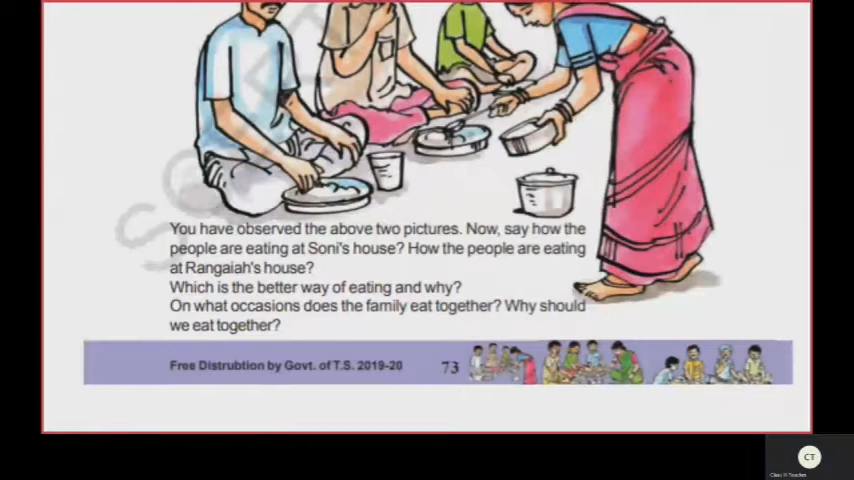 You have observed the above two pictures. Now, say how the
people are eating at Soni's house? How the people are eating
at Rangaiah's house?
Which is the better way of eating and why?
On what occasions does the family eat together? Why should
we eat together?
Free Distrubtion by Govt. of T.S. 2019-20 73
CT